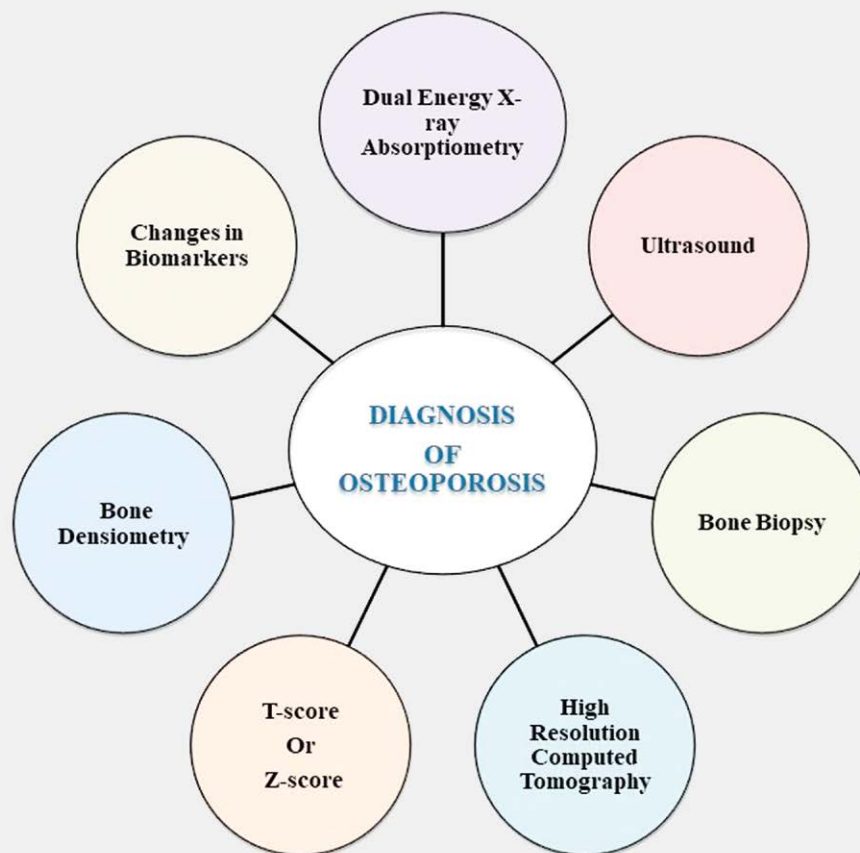 Dual Energy X-
ray
Absorptiometry
Changes in
Biomarkers
Ultrasound
DIAGNOSIS
OF
OSTEOPOROSIS
Bone
Densiometry
Bone Biopsy
T-score
Or
Z-score
High
Resolution
Computed
Tomography